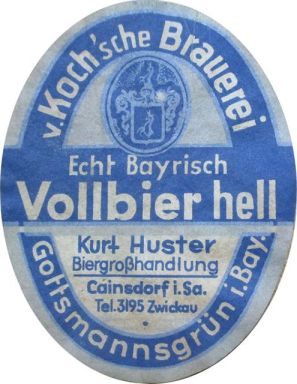 v. Koch'sche Brauerei
Echt Bayrisch
Vollbier hell
Kurt Huster
Biergroßhandlung
Cainsdorf i. Sa.
Tel. 3195 Zwickau
Gottsmannsgrün i. Bay.